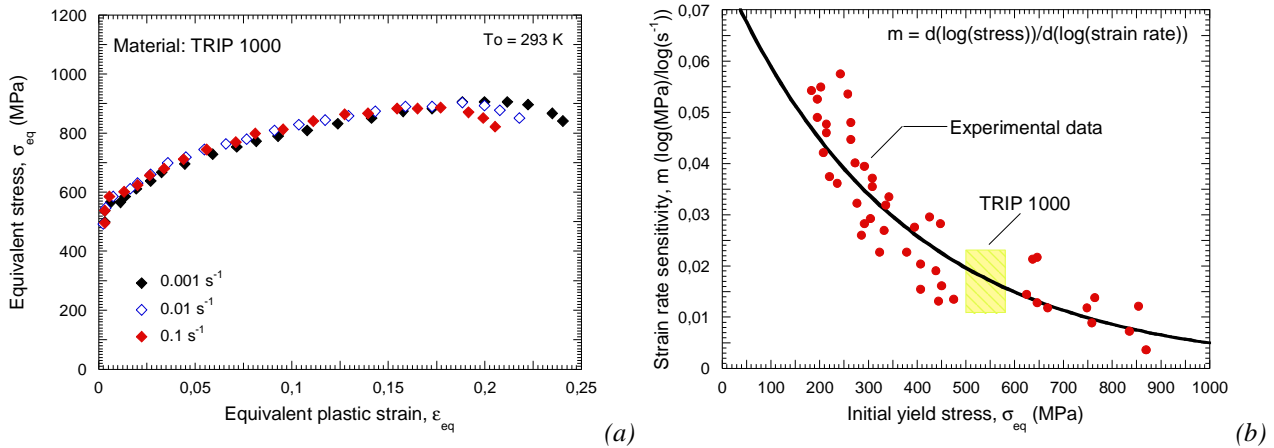 Material: TRIP 1000
To = 293 K
Equivalent stress, σeq (MPa)
1200
1000
800
600
400
200
0
0.001 s-1
0.01 s-1
0.1 s-1
0
0,05
0,1
0,15
0,2
0,25
Equivalent plastic strain, εeq
(a)
m = d(log(stress))/d(log(strain rate))
Strain rate sensitivity, m (log(MPa)/log(s-1))
0,07
0,06
0,05
0,04
0,03
0,02
0,01
0
Experimental data
TRIP 1000
0
100
200
300
400
500
600
700
800
900
1000
Initial yield stress, σeq (MPa)
(b)